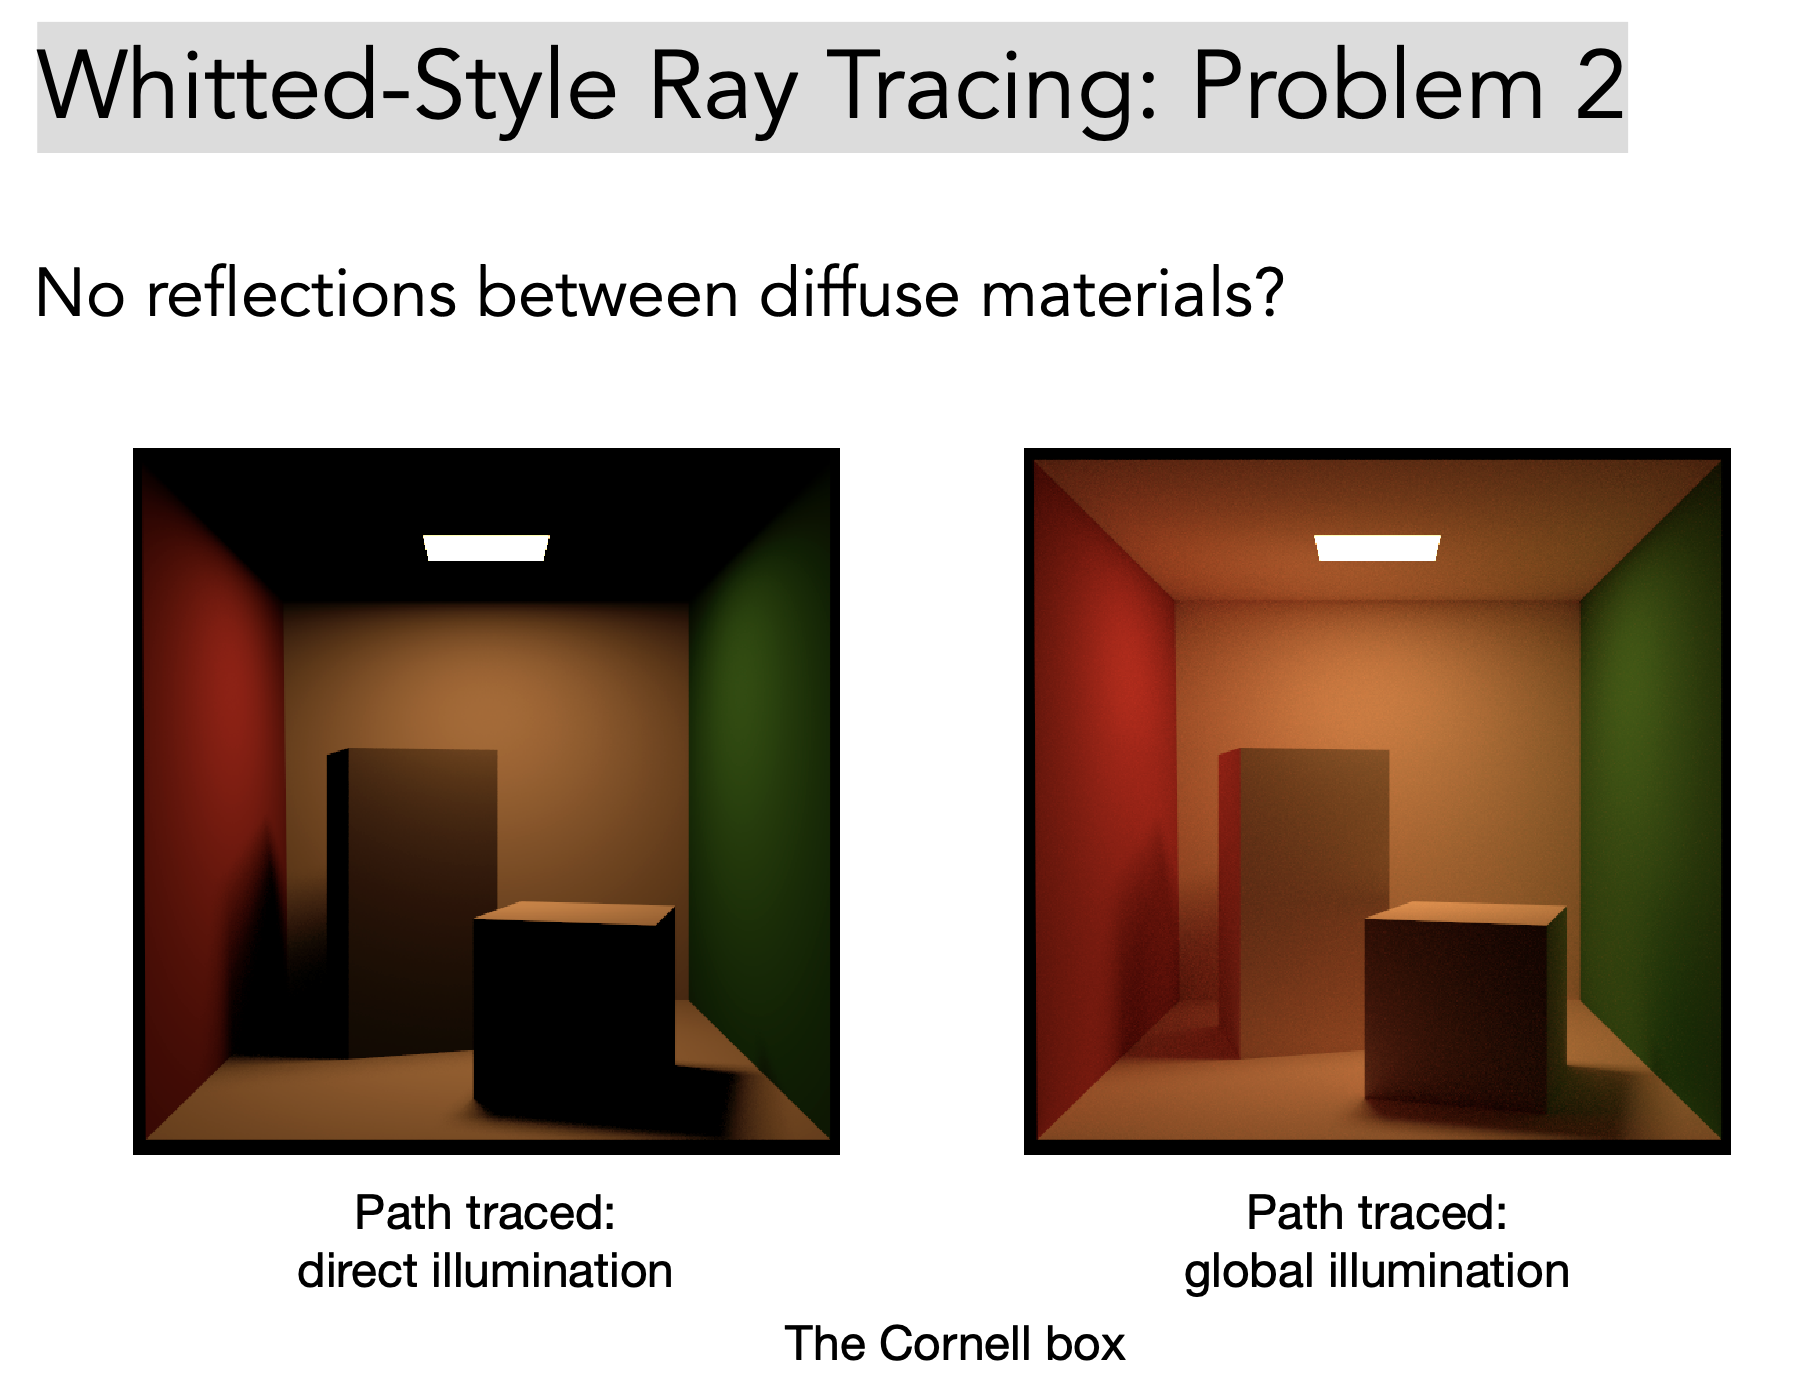 Whitted-Style Ray Tracing: Problem 2
No reflections between diffuse materials?
Path traced:
direct illumination
Path traced:
global illumination
The Cornell box